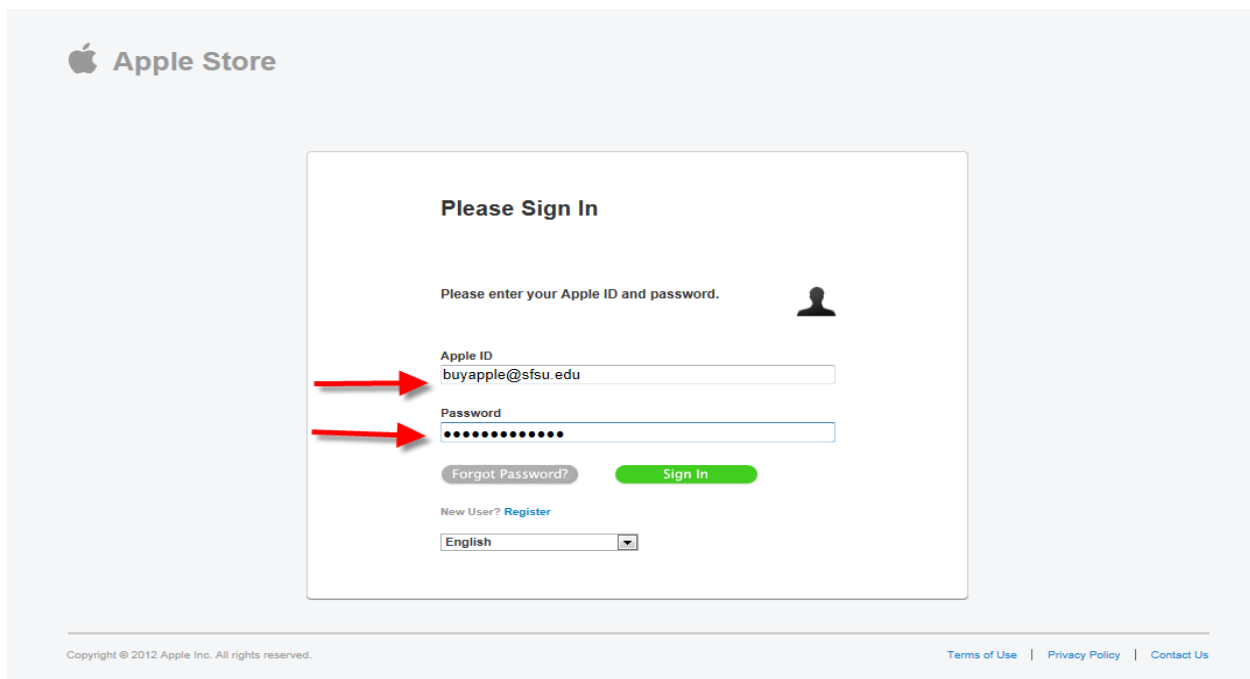 Apple Store
Please Sign In
Please enter your Apple ID and password.
Apple ID
buyapple@sfsu.edu
Password
•••••••••••••
Forgot Password? Sign In
New User? Register
English
Copyright © 2012 Apple Inc. All rights reserved. Terms of Use | Privacy Policy | Contact Us